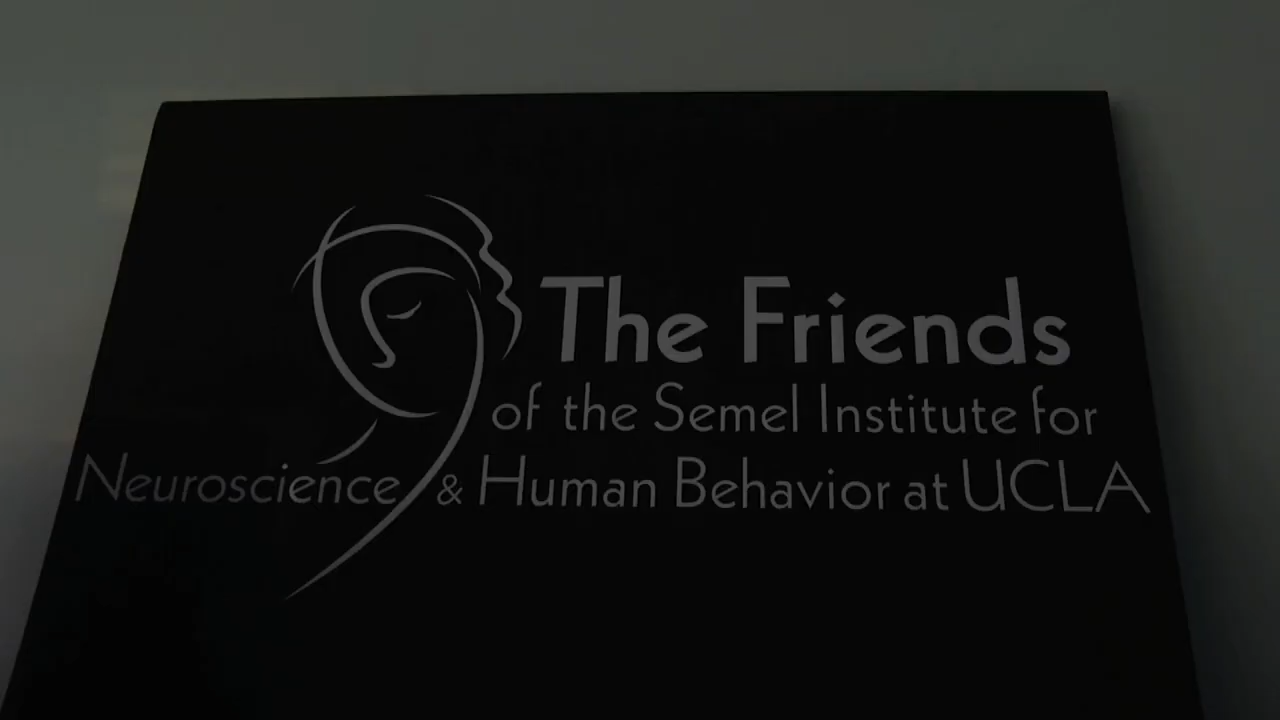 The Friends
of the Semel Institute for
Neuroscience & Human Behavior at UCLA